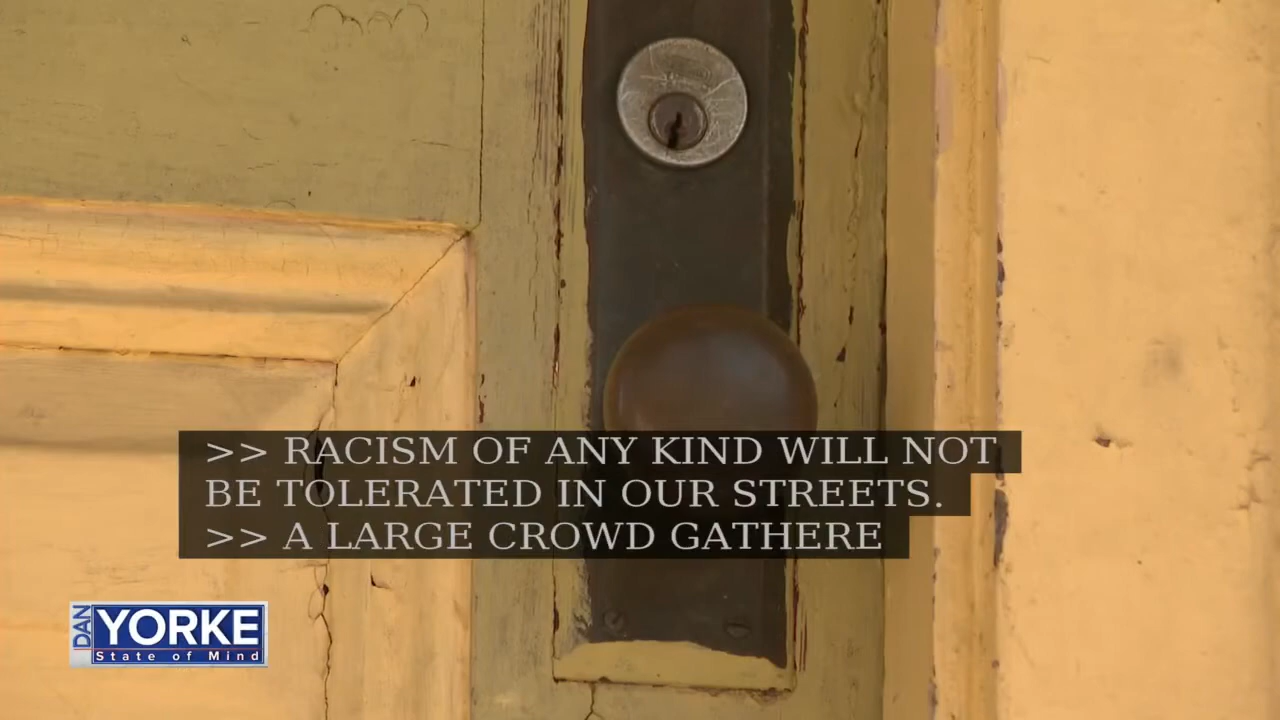 >> RACISM OF ANY KIND WILL NOT
BE TOLERATED IN OUR STREETS.
>> A LARGE CROWD GATHERE
DAN
YORKE
State of Mind